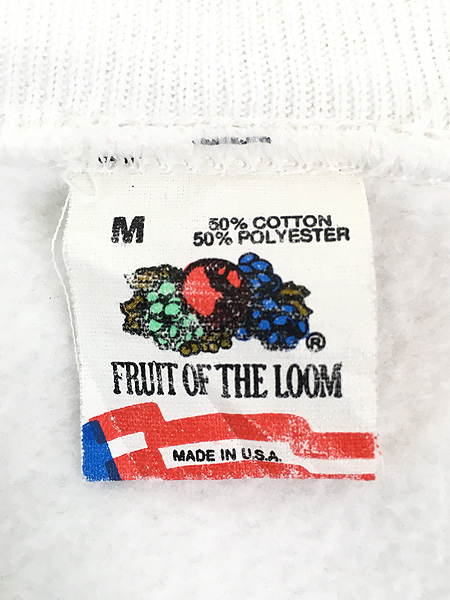 M
50% COTTON
50% POLYESTER
®
FRUIT OF THE LOOM
MADE IN U.S.A.